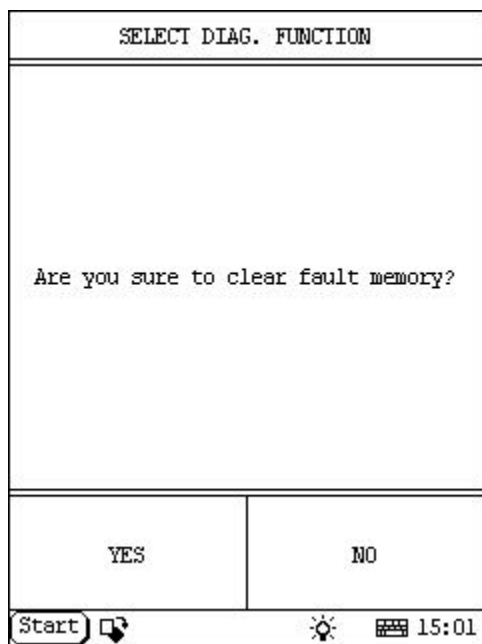 SELECT DIAG. FUNCTION
Are you sure to clear fault memory?
YES
NO
Start 15:01